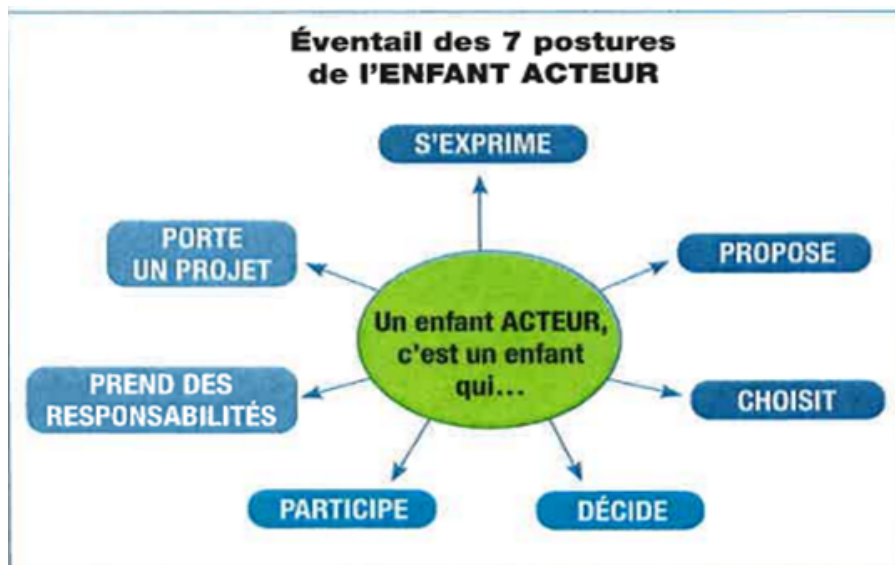 Éventail des 7 postures
de l'ENFANT ACTEUR
S'EXPRIME
PORTE
UN PROJET
PROPOSE
Un enfant ACTEUR,
c'est un enfant
qui...
PREND DES
RESPONSABILITÉS
CHOISIT
PARTICIPE
DÉCIDE